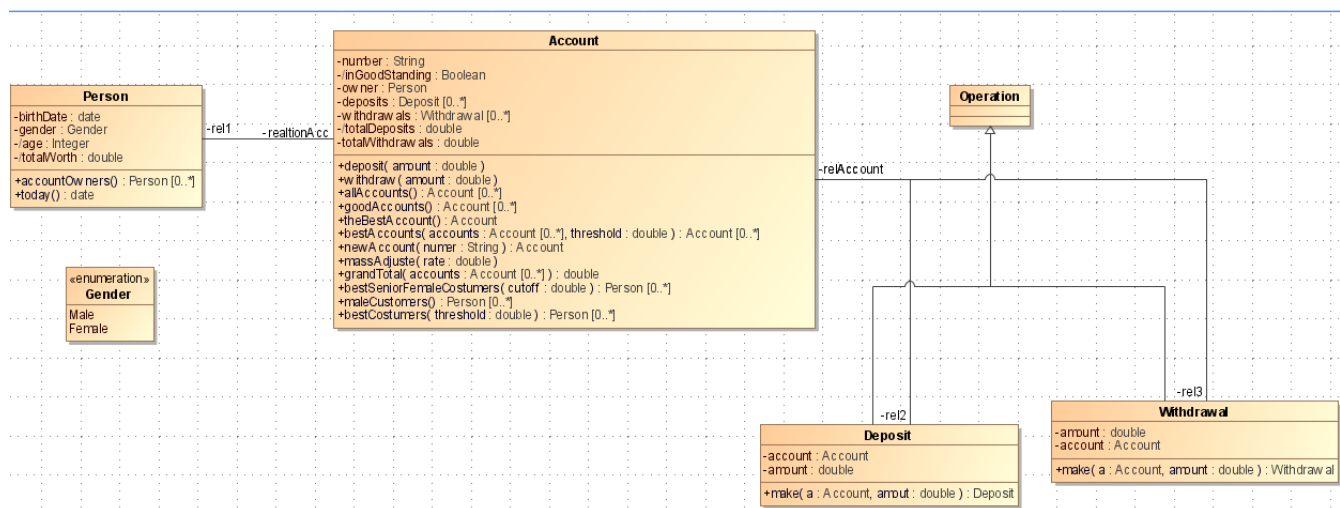 Account
-number : String
-/inGoodStanding : Boolean
-owner : Person
-deposits : Deposit [0..*]
-withdrawals : Withdrawal [0..*]
-/totalDeposits : double
-totalWithdrawals : double
+deposit( amount : double )
+withdraw( amount : double )
+allAccounts() : Account [0..*]
+goodAccounts() : Account [0..*]
+theBestAccount() : Account
+bestAccounts( accounts : Account [0..*], threshold : double ) : Account [0..*]
+newAccount( numer : String ) : Account
+massAdjuste( rate : double )
+grandTotal( accounts : Account [0..*] ) : double
+bestSeniorFemaleCostumers( cutoff : double ) : Person [0..*]
+maleCustomers() : Person [0..*]
+bestCostumers( threshold : double ) : Person [0..*]
Person
-birthDate : date
-gender : Gender
-/age : Integer
-/totalWorth : double
+accountOwners() : Person [0..*]
+today() : date
-rel1
-realtionAcc
«enumeration»
Gender
Male
Female
Operation
-relAccount
-rel2
-rel3
Deposit
-account : Account
-amount : double
+make( a : Account, amout : double ) : Deposit
Withdrawal
-amount : double
-account : Account
+make( a : Account, amount : double ) : Withdrawal